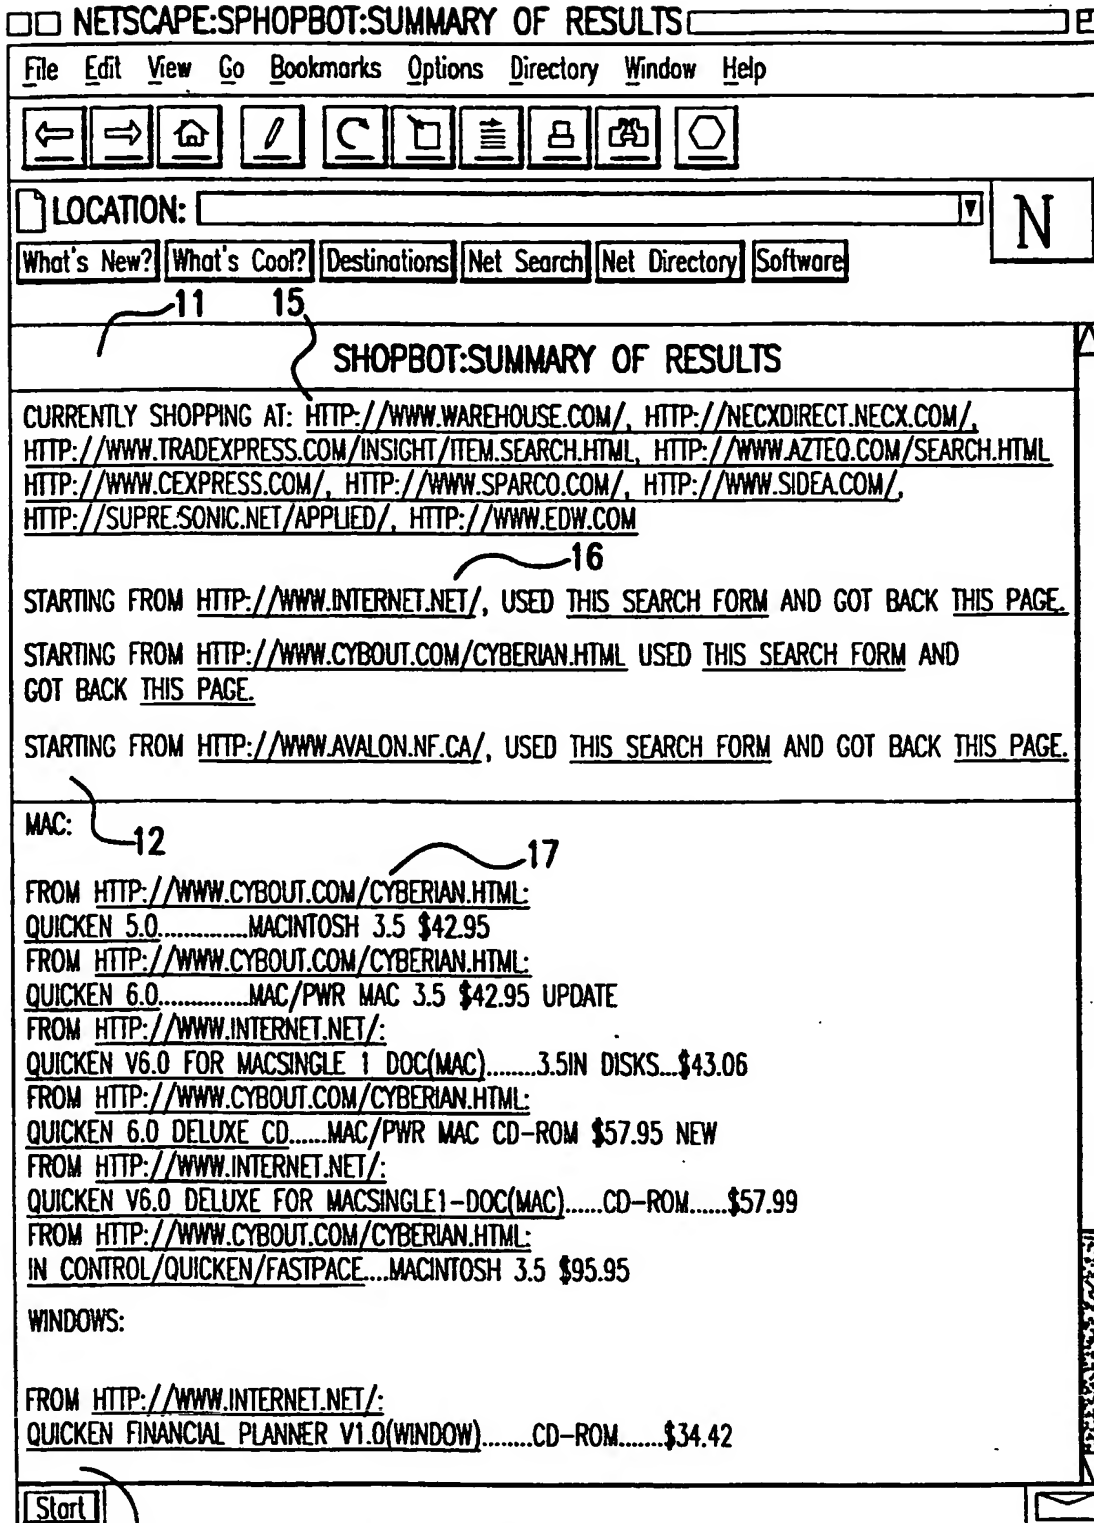 NETSCAPE:SPHOPBOT:SUMMARY OF RESULTS
File Edit View Go Bookmarks Options Directory Window Help
LOCATION:
N
What's New? What's Cool? Destinations Net Search Net Directory Software
11 15
SHOPBOT:SUMMARY OF RESULTS
CURRENTLY SHOPPING AT: HTTP://WWW.WAREHOUSE.COM/, HTTP://NECXDIRECT.NECX.COM/,
HTTP://WWW.TRADEXPRESS.COM/INSIGHT/ITEM.SEARCH.HTML, HTTP://WWW.AZTEQ.COM/SEARCH.HTML
HTTP://WWW.CEXPRESS.COM/, HTTP://WWW.SPARCO.COM/, HTTP://WWW.SIDEA.COM/,
HTTP://SUPRE.SONIC.NET/APPLIED/, HTTP://WWW.EDW.COM
16
STARTING FROM HTTP://WWW.INTERNET.NET/, USED THIS SEARCH FORM AND GOT BACK THIS PAGE.
STARTING FROM HTTP://WWW.CYBOUT.COM/CYBERIAN.HTML USED THIS SEARCH FORM AND
GOT BACK THIS PAGE.
STARTING FROM HTTP://WWW.AVALON.NF.CA/, USED THIS SEARCH FORM AND GOT BACK THIS PAGE.
MAC:
12
17
FROM HTTP://WWW.CYBOUT.COM/CYBERIAN.HTML:
QUICKEN 5.0..............MACINTOSH 3.5 $42.95
FROM HTTP://WWW.CYBOUT.COM/CYBERIAN.HTML:
QUICKEN 6.0..............MAC/PWR MAC 3.5 $42.95 UPDATE
FROM HTTP://WWW.INTERNET.NET/:
QUICKEN V6.0 FOR MACSINGLE 1 DOC(MAC)........3.5IN DISKS...$43.06
FROM HTTP://WWW.CYBOUT.COM/CYBERIAN.HTML:
QUICKEN 6.0 DELUXE CD......MAC/PWR MAC CD-ROM $57.95 NEW
FROM HTTP://WWW.INTERNET.NET/:
QUICKEN V6.0 DELUXE FOR MACSINGLE1-DOC(MAC)......CD-ROM......$57.99
FROM HTTP://WWW.CYBOUT.COM/CYBERIAN.HTML:
IN CONTROL/QUICKEN/FASTPACE....MACINTOSH 3.5 $95.95
WINDOWS:
FROM HTTP://WWW.INTERNET.NET/:
QUICKEN FINANCIAL PLANNER V1.0(WINDOW)........CD-ROM.......$34.42
Start